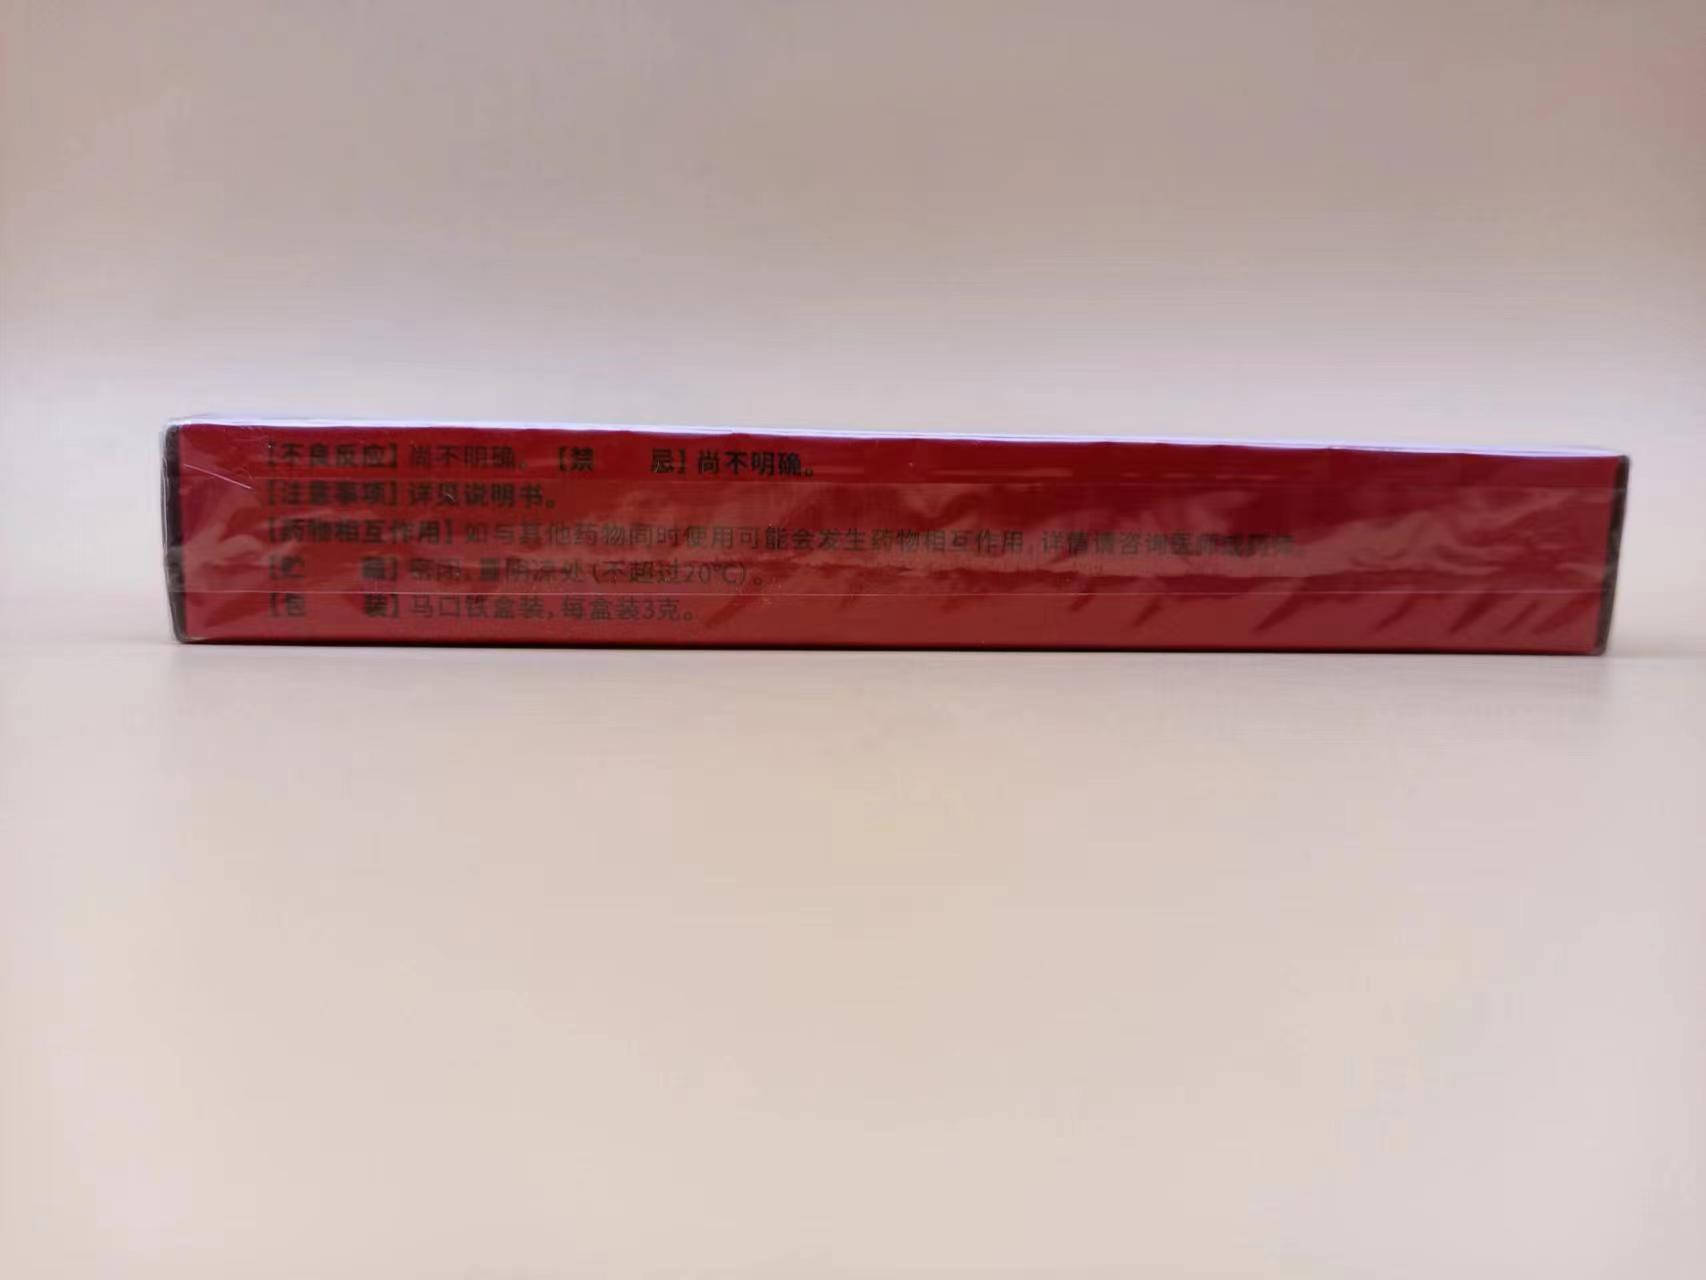 【不良反应】尚不明确。【禁　　忌】尚不明确。
【注意事项】详见说明书。
【药物相互作用】如与其他药物同时使用可能会发生药物相互作用,详情请咨询医师或药师。
【贮　　藏】密闭,置阴凉处(不超过20℃)。
【包　　装】马口铁盒装,每盒装3克。